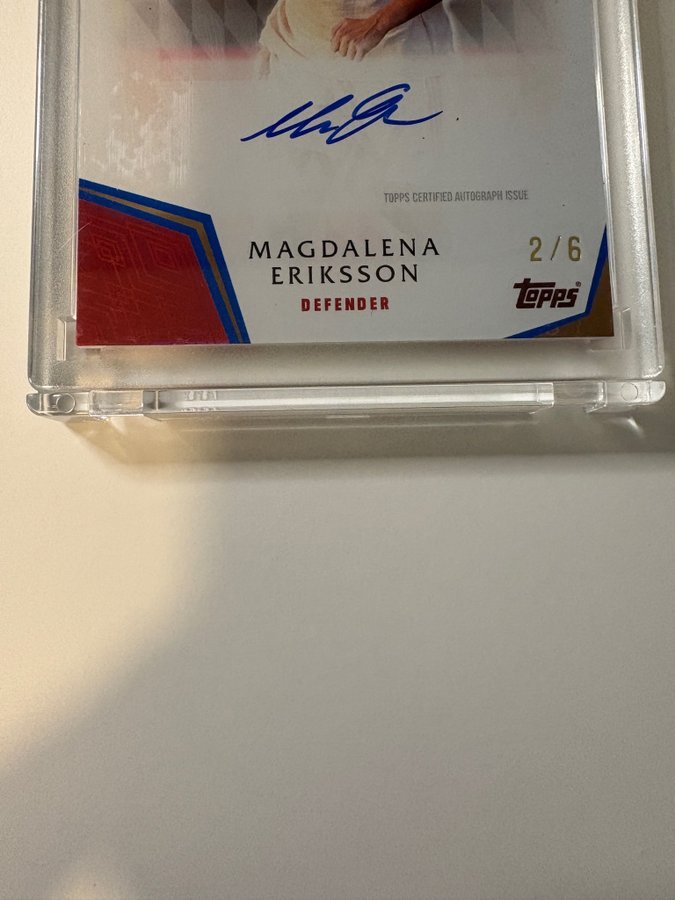 TOPPS CERTIFIED AUTOGRAPH ISSUE
MAGDALENA
ERIKSSON
DEFENDER
2/6
Topps®